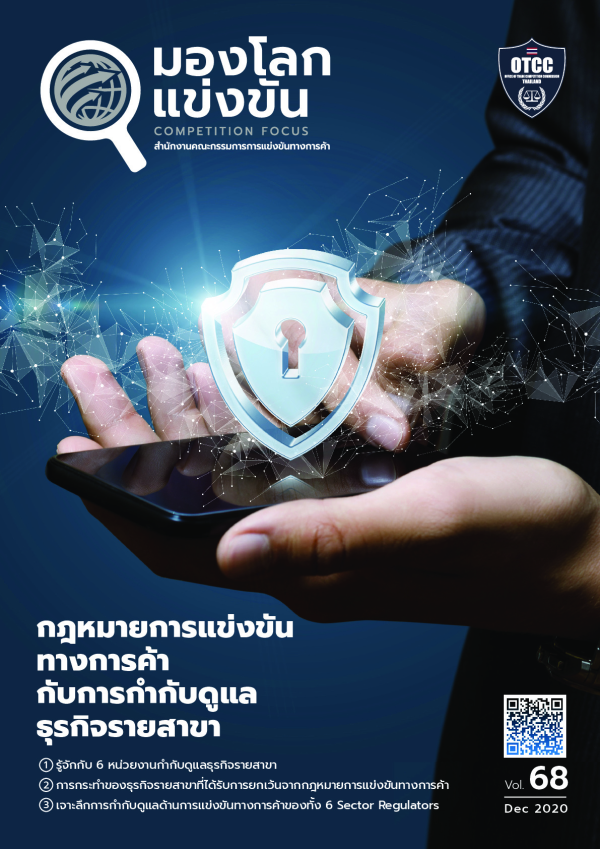 มองโลก
แข่งขัน
COMPETITION FOCUS
สำนักงานคณะกรรมการการแข่งขันทางการค้า
OTCC
OFFICE OF TRADE COMPETITION COMMISSION
THAILAND
กฎหมายการแข่งขัน
ทางการค้า
กับการกำกับดูแล
ธุรกิจรายสาขา
1 รู้จักกับ 6 หน่วยงานกำกับดูแลธุรกิจรายสาขา
2 การกระทำของธุรกิจรายสาขาที่ได้รับการยกเว้นจากกฎหมายการแข่งขันทางการค้า
3 เจาะลึกการกำกับดูแลด้านการแข่งขันทางการค้าของทั้ง 6 Sector Regulators
Vol. 68
Dec 2020